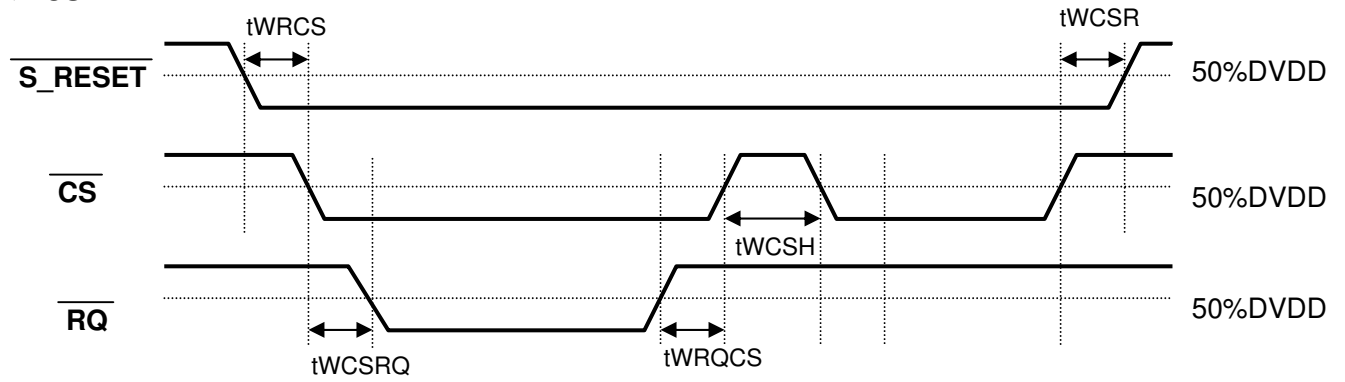 tWRCS
tWCSR
S_RESET
50%DVDD
CS
50%DVDD
tWCSH
RQ
50%DVDD
tWCSRQ
tWRQCS